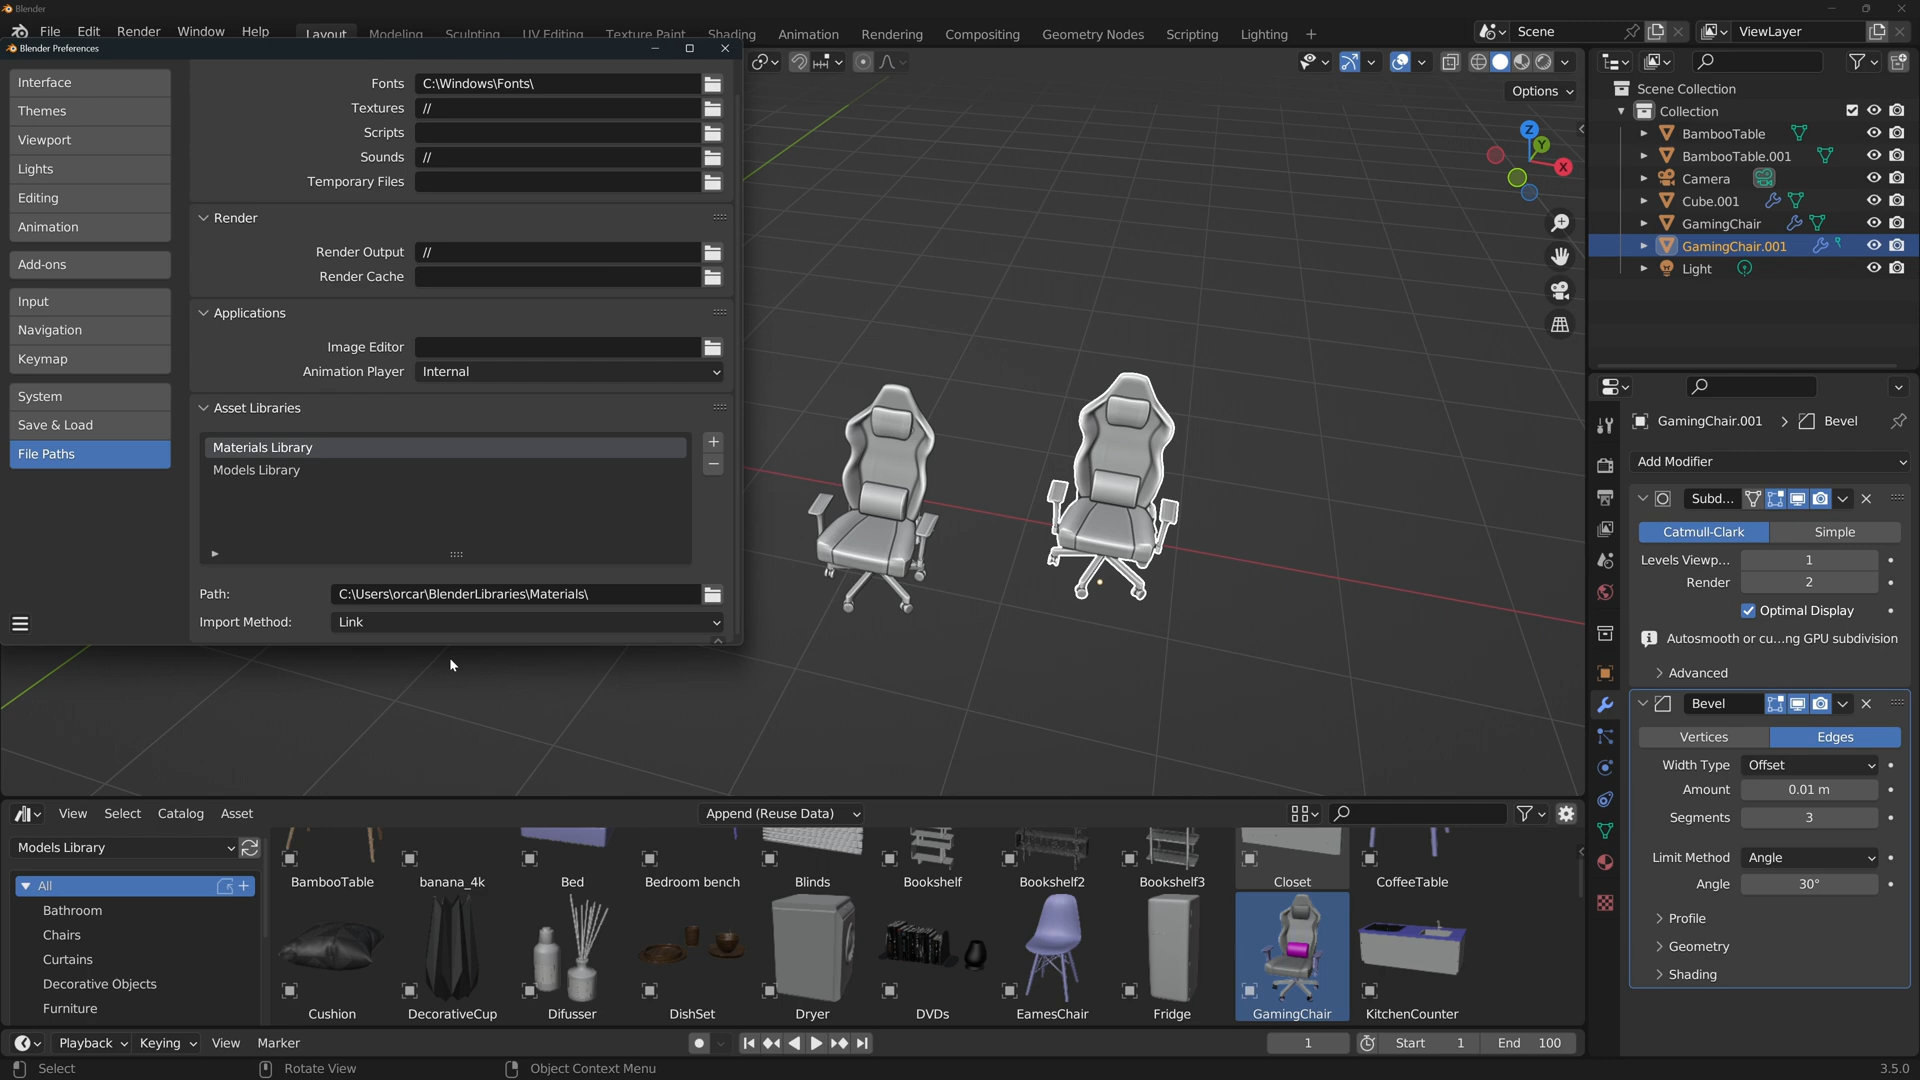 Blender
File Edit Render Window Help
Layout Modeling Sculpting UV Editing Texture Paint Shading Animation Rendering Compositing Geometry Nodes Scripting Lighting +
Scene
ViewLayer
Blender Preferences
Interface
Themes
Viewport
Lights
Editing
Animation
Add-ons
Input
Navigation
Keymap
System
Save & Load
File Paths
Fonts C:\Windows\Fonts\
Textures //
Scripts
Sounds //
Temporary Files
Render
Render Output //
Render Cache
Applications
Image Editor
Animation Player Internal
Asset Libraries
Materials Library
Models Library
Path: C:\Users\orcar\BlenderLibraries\Materials\
Import Method: Link
Options
Z
Y
X
Scene Collection
Collection
BambooTable
BambooTable.001
Camera
Cube.001
GamingChair
GamingChair.001
Light
GamingChair.001 > Bevel
Add Modifier
Subd...
Catmull-Clark Simple
Levels Viewp... 1
Render 2
Optimal Display
Autosmooth or cu...ng GPU subdivision
Advanced
Bevel
Vertices Edges
Width Type Offset
Amount 0.01 m
Segments 3
Limit Method Angle
Angle 30°
Profile
Geometry
Shading
View Select Catalog Asset
Append (Reuse Data)
Models Library
All
Bathroom
Chairs
Curtains
Decorative Objects
Furniture
BambooTable banana_4k Bed Bedroom bench Blinds Bookshelf Bookshelf2 Bookshelf3 Closet CoffeeTable
Cushion DecorativeCup Difusser DishSet Dryer DVDs EamesChair Fridge GamingChair KitchenCounter
Playback Keying View Marker
1
Start 1
End 100
Select Rotate View Object Context Menu
3.5.0